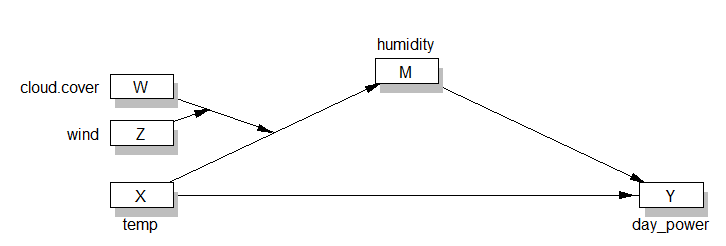 humidity
M
cloud.cover W
wind Z
X
temp
Y
day_power